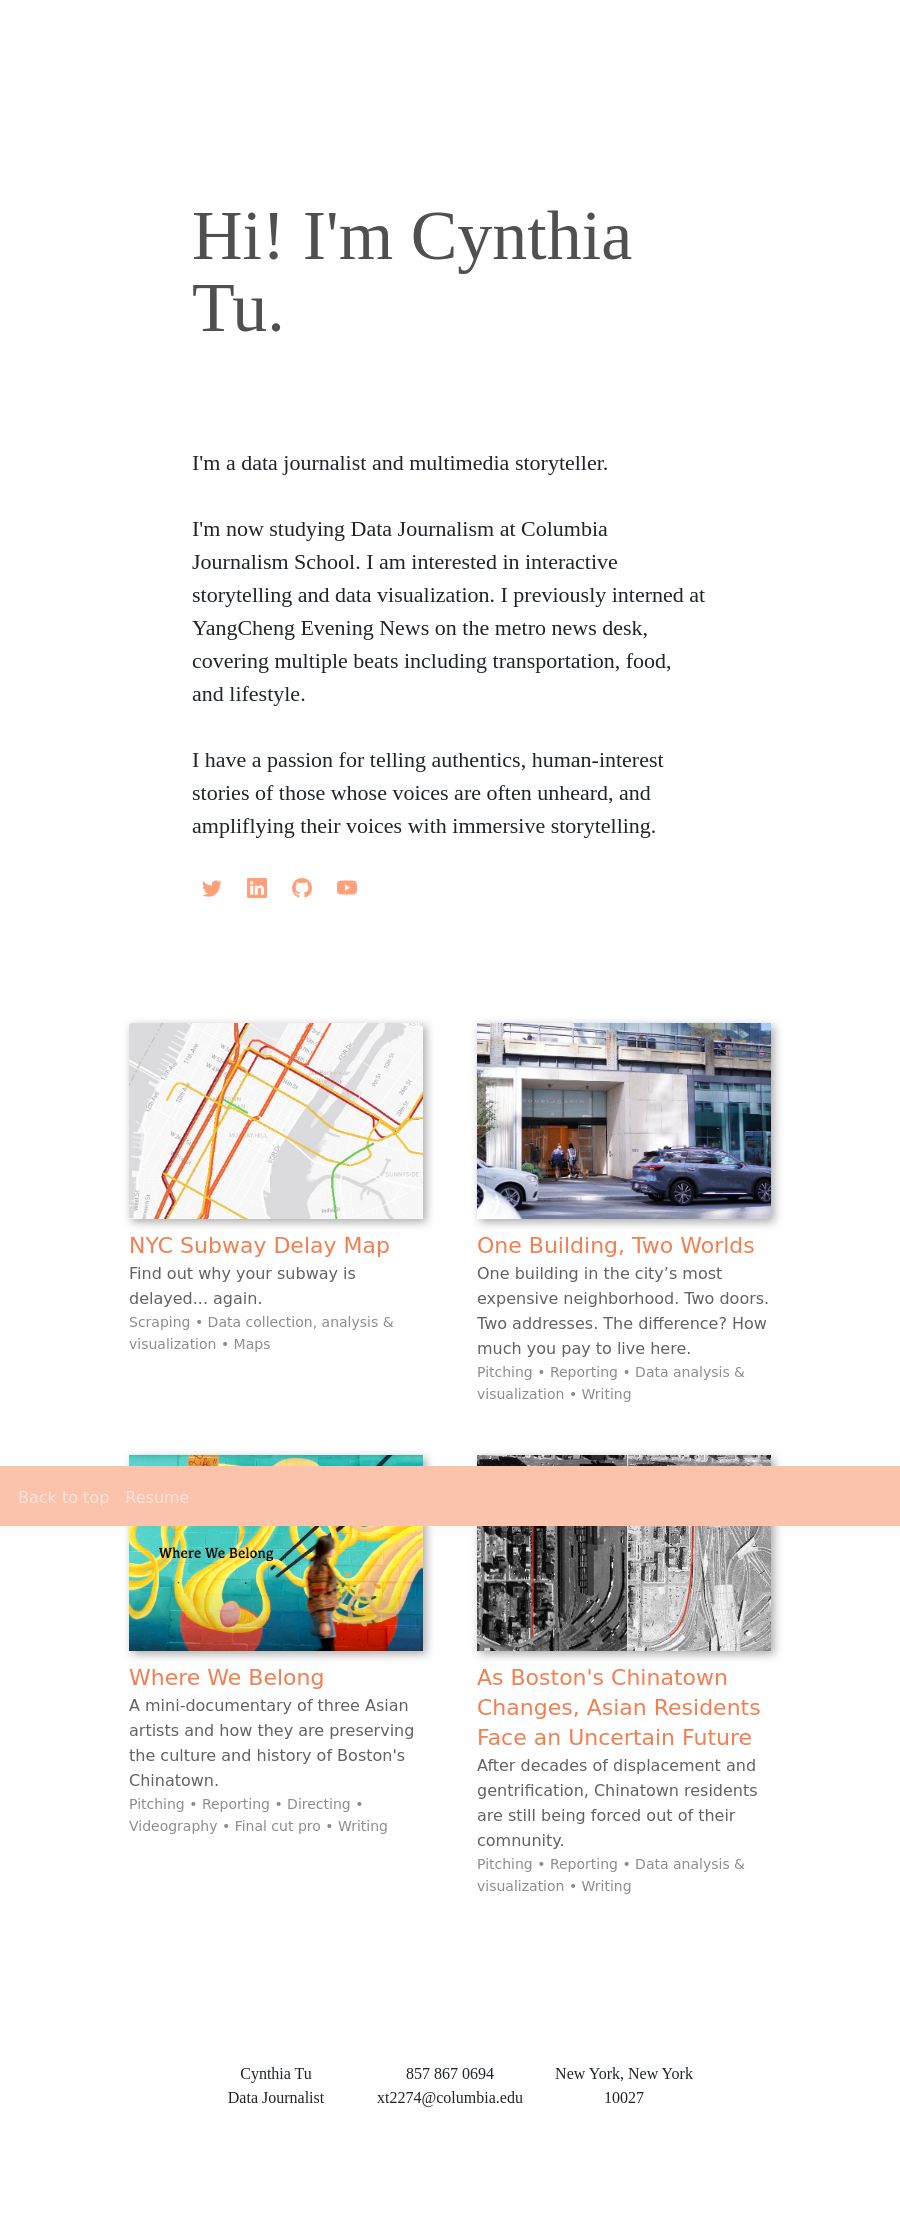 Hi! I'm Cynthia
Tu.
I'm a data journalist and multimedia storyteller.
I'm now studying Data Journalism at Columbia
Journalism School. I am interested in interactive
storytelling and data visualization. I previously interned at
YangCheng Evening News on the metro news desk,
covering multiple beats including transportation, food,
and lifestyle.
I have a passion for telling authentics, human-interest
stories of those whose voices are often unheard, and
ampliflying their voices with immersive storytelling.
NYC Subway Delay Map
Find out why your subway is
delayed... again.
Scraping • Data collection, analysis &
visualization • Maps
One Building, Two Worlds
One building in the city’s most
expensive neighborhood. Two doors.
Two addresses. The difference? How
much you pay to live here.
Pitching • Reporting • Data analysis &
visualization • Writing
Back to top Resume
Where We Belong
Where We Belong
A mini-documentary of three Asian
artists and how they are preserving
the culture and history of Boston's
Chinatown.
Pitching • Reporting • Directing •
Videography • Final cut pro • Writing
As Boston's Chinatown
Changes, Asian Residents
Face an Uncertain Future
After decades of displacement and
gentrification, Chinatown residents
are still being forced out of their
comnunity.
Pitching • Reporting • Data analysis &
visualization • Writing
Cynthia Tu
Data Journalist
857 867 0694
xt2274@columbia.edu
New York, New York
10027